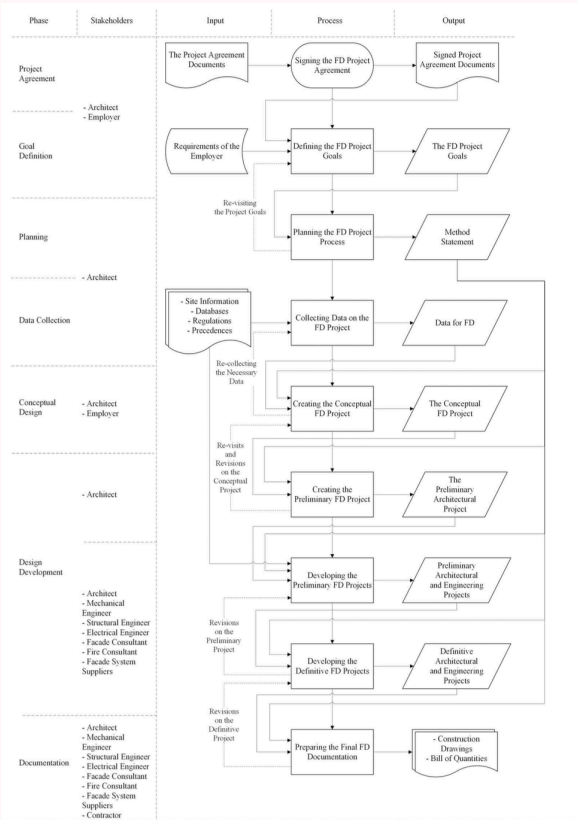 Phase
Stakeholders
Input
Process
Output
Project
Agreement
The Project Agreement
Documents
Signing the FD Project
Agreement
Signed Project
Agreement Documents
- Architect
- Employer
Goal
Definition
Requirements of the
Employer
Defining the FD Project
Goals
The FD Project
Goals
Re-visiting
the Project Goals
Planning
Planning the FD Project
Process
Method
Statement
- Architect
Data Collection
- Site Information
- Databases
- Regulations
- Precedences
Collecting Data on the
FD Project
Data for FD
Re-collecting
the Necessary
Data
Conceptual
Design
- Architect
- Employer
Creating the Conceptual
FD Project
The Conceptual
FD Project
Re-visits
and
Revisions
on the
Conceptual
Project
- Architect
Creating the
Preliminary FD Project
The
Preliminary
Architectural
Project
Design
Development
- Architect
- Mechanical
Engineer
- Structural Engineer
- Electrical Engineer
- Facade Consultant
- Fire Consultant
- Facade System
Suppliers
Developing the
Preliminary FD Projects
Preliminary
Architectural
and Engineering
Projects
Revisions
on the
Preliminary
Project
Developing the
Definitive FD Projects
Definitive
Architectural
and Engineering
Projects
Revisions
on the
Definitive
Project
Documentation
- Architect
- Mechanical
Engineer
- Structural Engineer
- Electrical Engineer
- Facade Consultant
- Fire Consultant
- Facade System
Suppliers
- Contractor
Preparing the Final FD
Documentation
- Construction
Drawings
- Bill of Quantities